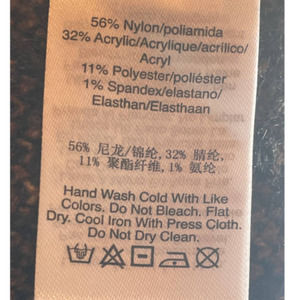 56% Nylon/poliamida
32% Acrylic/Acrylique/acrílico/
Acryl
11% Polyester/poliéster
1% Spandex/elastano/
Elasthan/Elasthaan
56% 尼龙/锦纶,32% 腈纶,
11% 聚酯纤维,1% 氨纶
Hand Wash Cold With Like
Colors. Do Not Bleach. Flat
Dry. Cool Iron With Press Cloth.
Do Not Dry Clean.